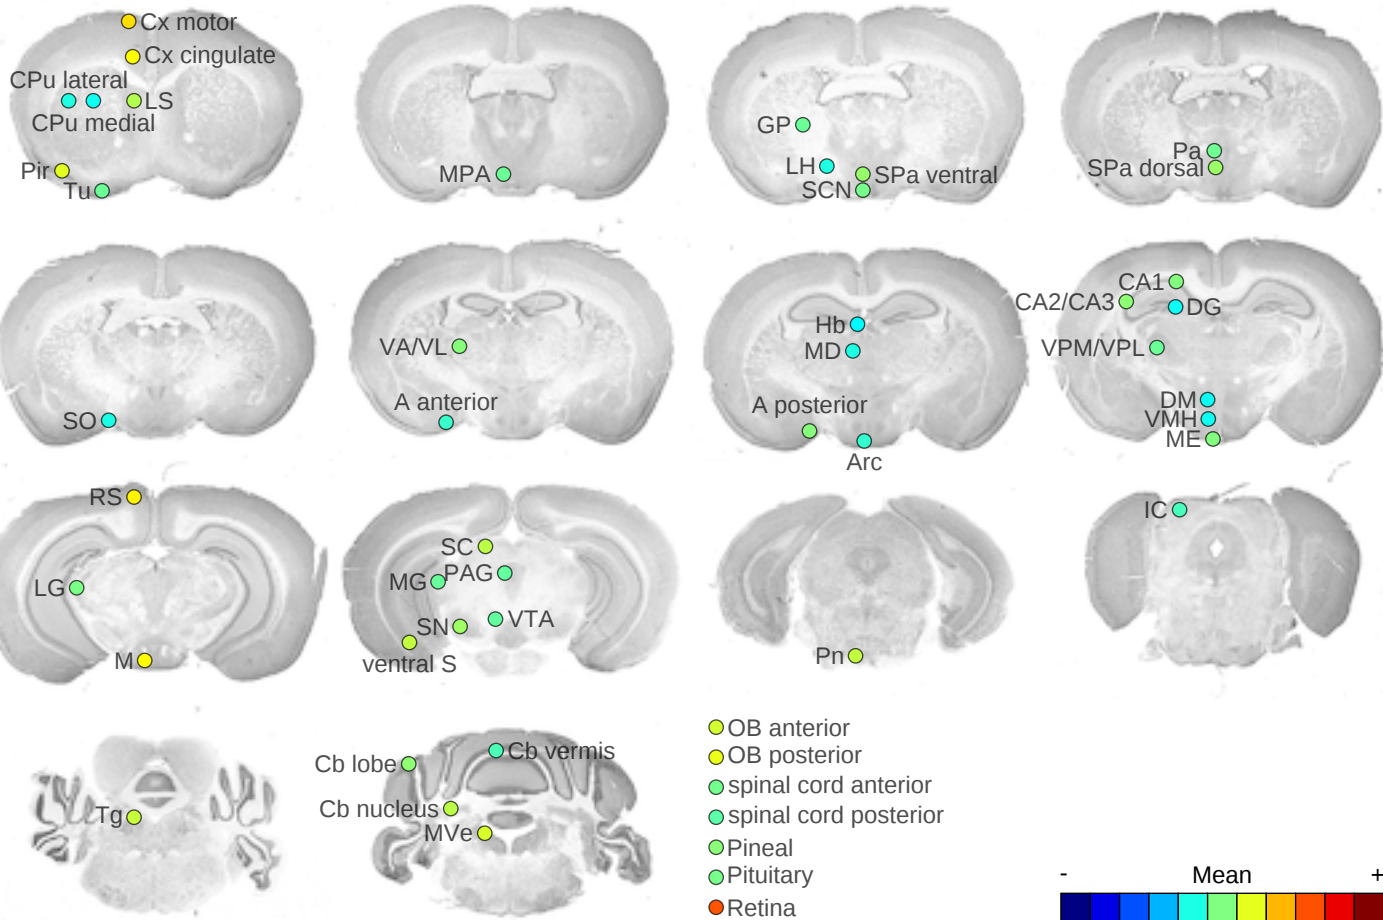 Cx motor
Cx cingulate
CPu lateral
LS
CPu medial
Pir
Tu
MPA
GP
LH
SPa ventral
SCN
Pa
SPa dorsal
SO
VA/VL
A anterior
Hb
MD
A posterior
Arc
CA1
CA2/CA3
DG
VPM/VPL
DM
VMH
ME
RS
LG
M
SC
MG
PAG
SN
VTA
ventral S
Pn
IC
Tg
Cb lobe
Cb vermis
Cb nucleus
MVe
OB anterior
OB posterior
spinal cord anterior
spinal cord posterior
Pineal
Pituitary
Retina
- Mean +